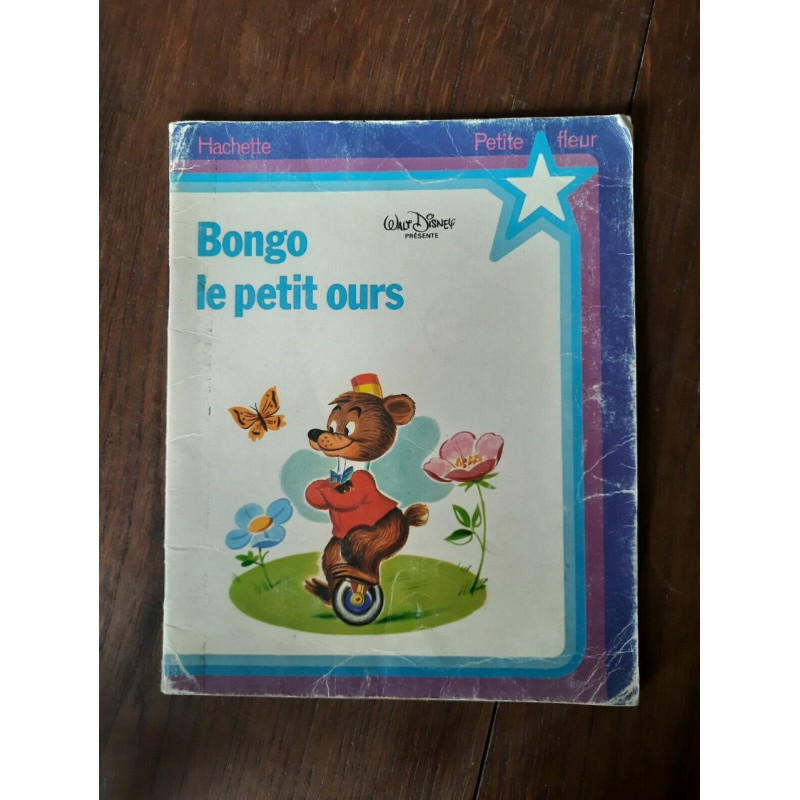 Hachette
Petite fleur
WALT DISNEY
PRÉSENTE
Bongo
le petit ours